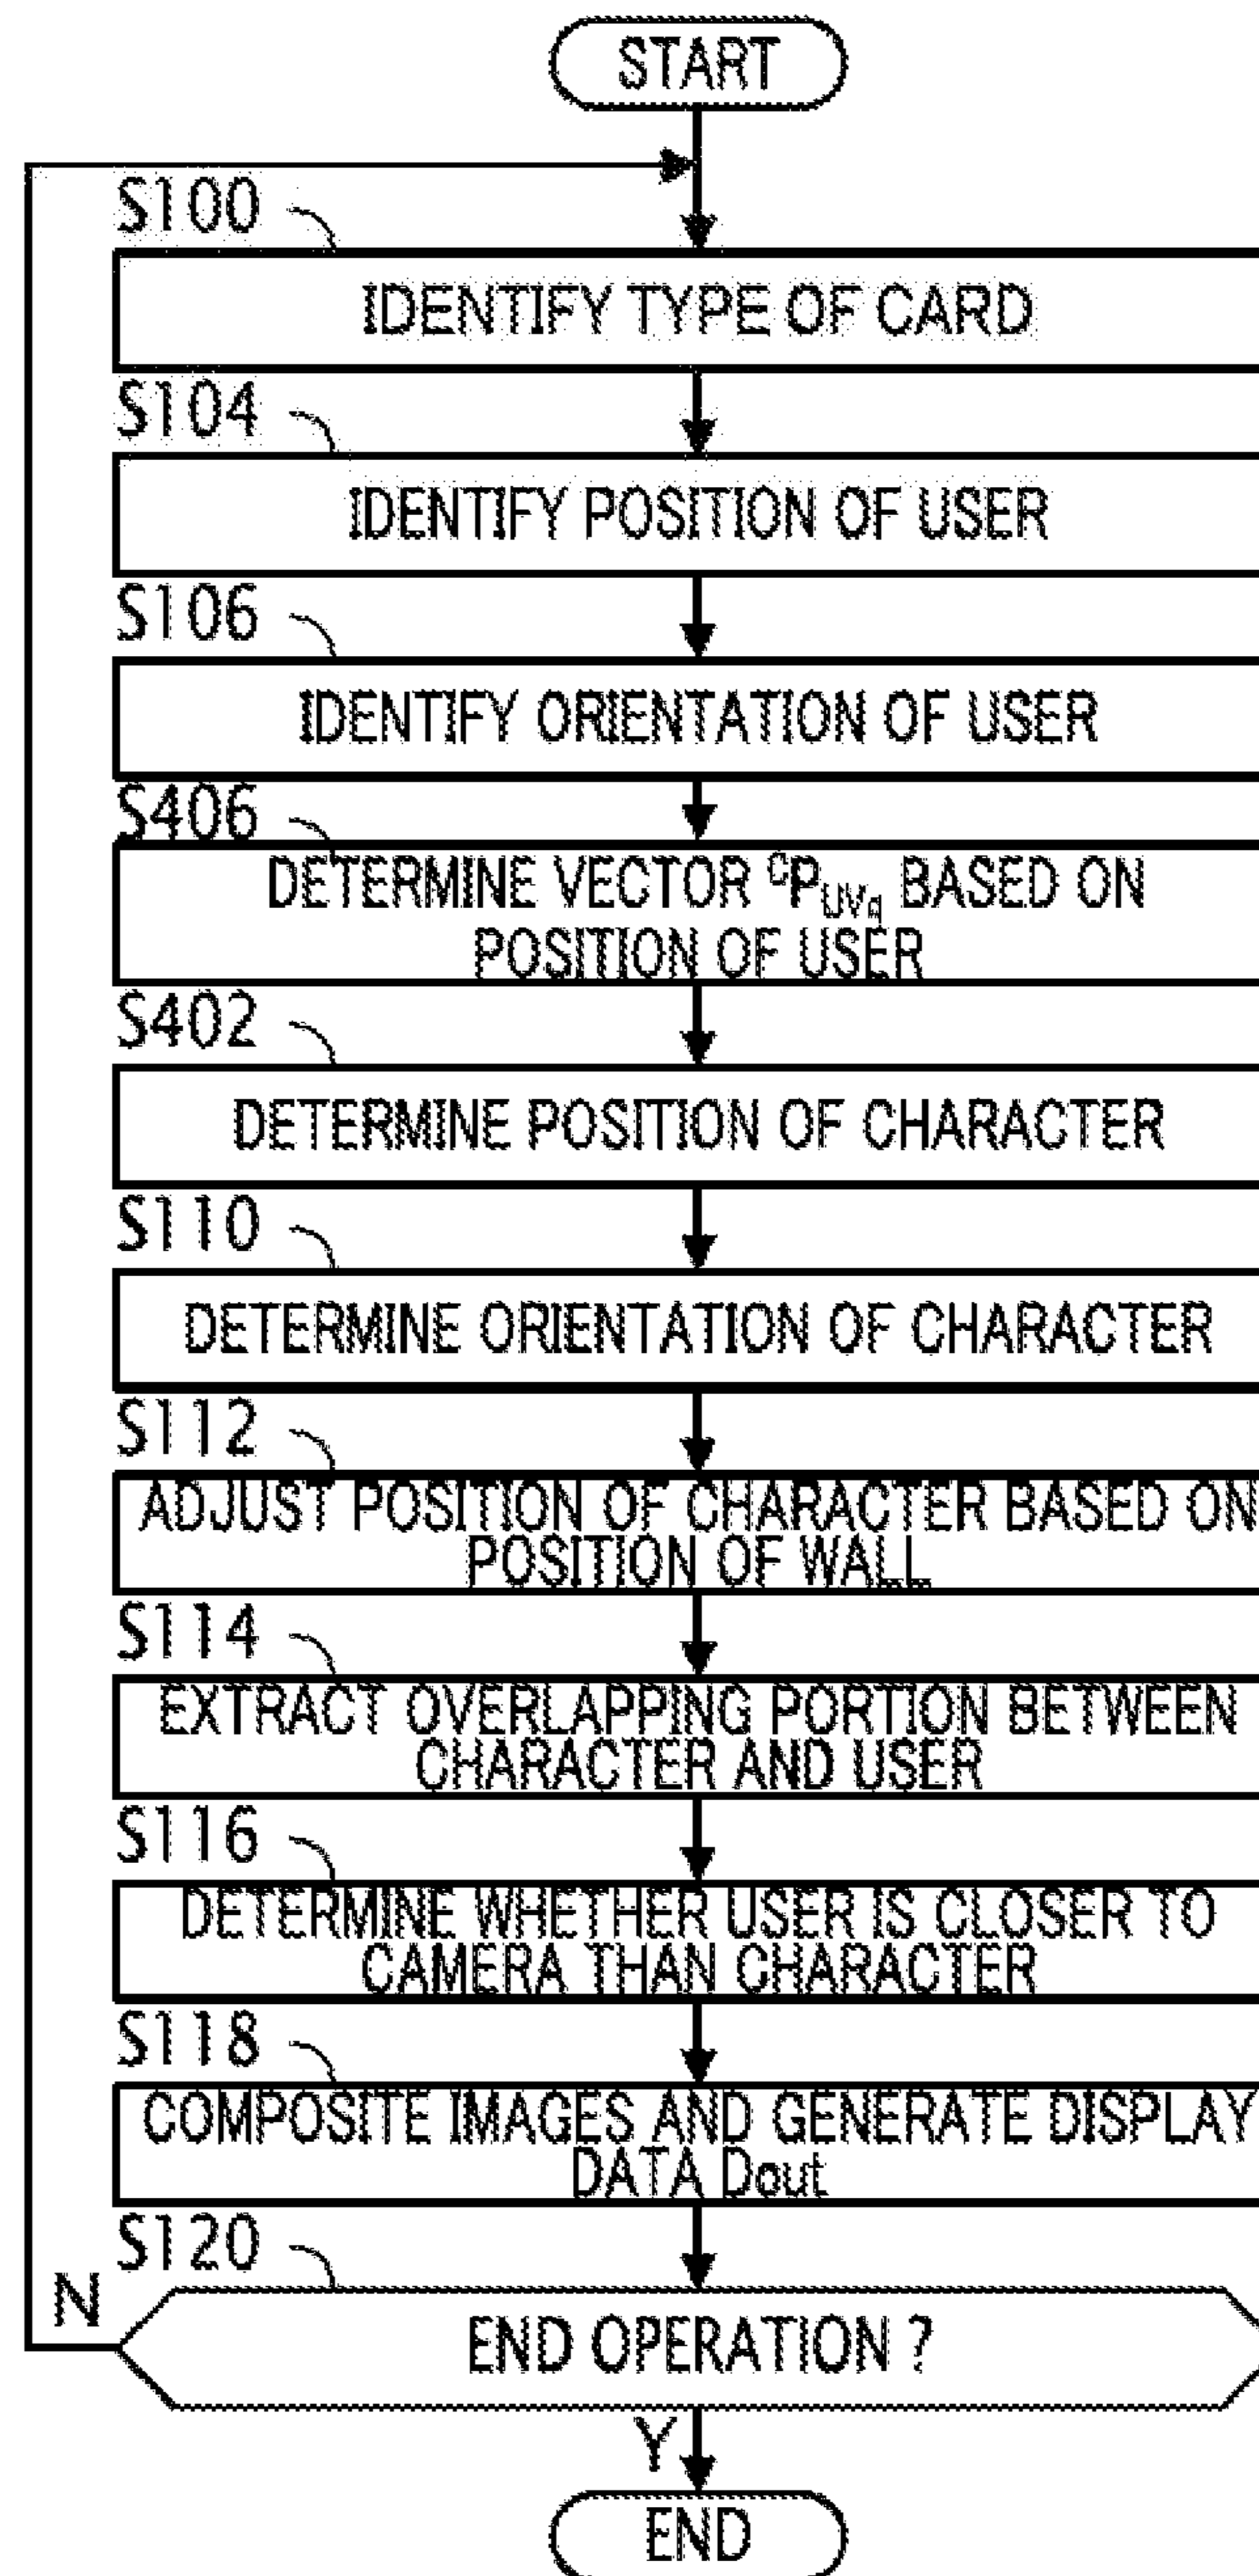 START
S100
IDENTIFY TYPE OF CARD
S104
IDENTIFY POSITION OF USER
S106
IDENTIFY ORIENTATION OF USER
S406
DETERMINE VECTOR ᶜP_UVq BASED ON
POSITION OF USER
S402
DETERMINE POSITION OF CHARACTER
S110
DETERMINE ORIENTATION OF CHARACTER
S112
ADJUST POSITION OF CHARACTER BASED ON
POSITION OF WALL
S114
EXTRACT OVERLAPPING PORTION BETWEEN
CHARACTER AND USER
S116
DETERMINE WHETHER USER IS CLOSER TO
CAMERA THAN CHARACTER
S118
COMPOSITE IMAGES AND GENERATE DISPLAY
DATA Dout
S120
N
END OPERATION ?
Y
END